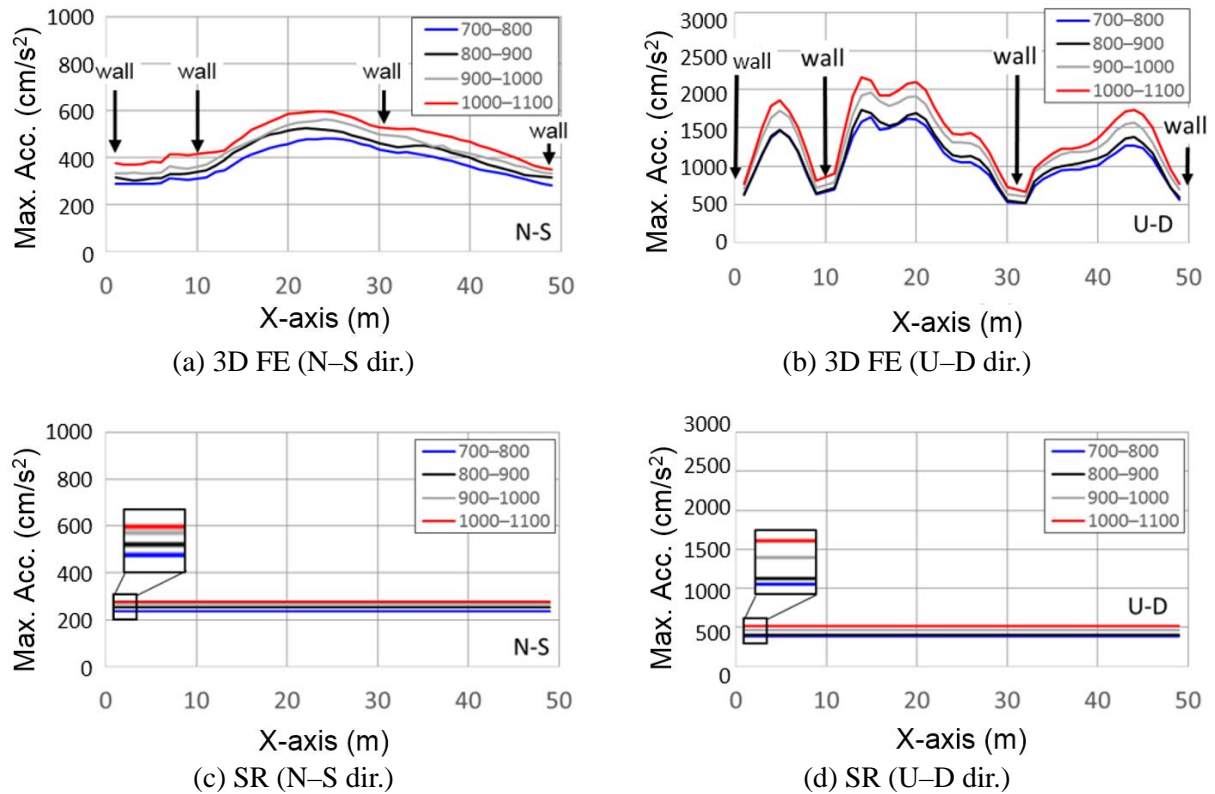 Max. Acc. (cm/s²)
1000
800
600
400
200
0
700–800
800–900
900–1000
1000–1100
wall
wall
wall
wall
N-S
0 10 20 30 40 50
X-axis (m)
(a) 3D FE (N–S dir.)
Max. Acc. (cm/s²)
3000
2500
2000
1500
1000
500
0
700–800
800–900
900–1000
1000–1100
wall
wall
wall
wall
U-D
0 10 20 30 40 50
X-axis (m)
(b) 3D FE (U–D dir.)
Max. Acc. (cm/s²)
1000
800
600
400
200
0
700–800
800–900
900–1000
1000–1100
N-S
0 10 20 30 40 50
X-axis (m)
(c) SR (N–S dir.)
Max. Acc. (cm/s²)
3000
2500
2000
1500
1000
500
0
700–800
800–900
900–1000
1000–1100
U-D
0 10 20 30 40 50
X-axis (m)
(d) SR (U–D dir.)